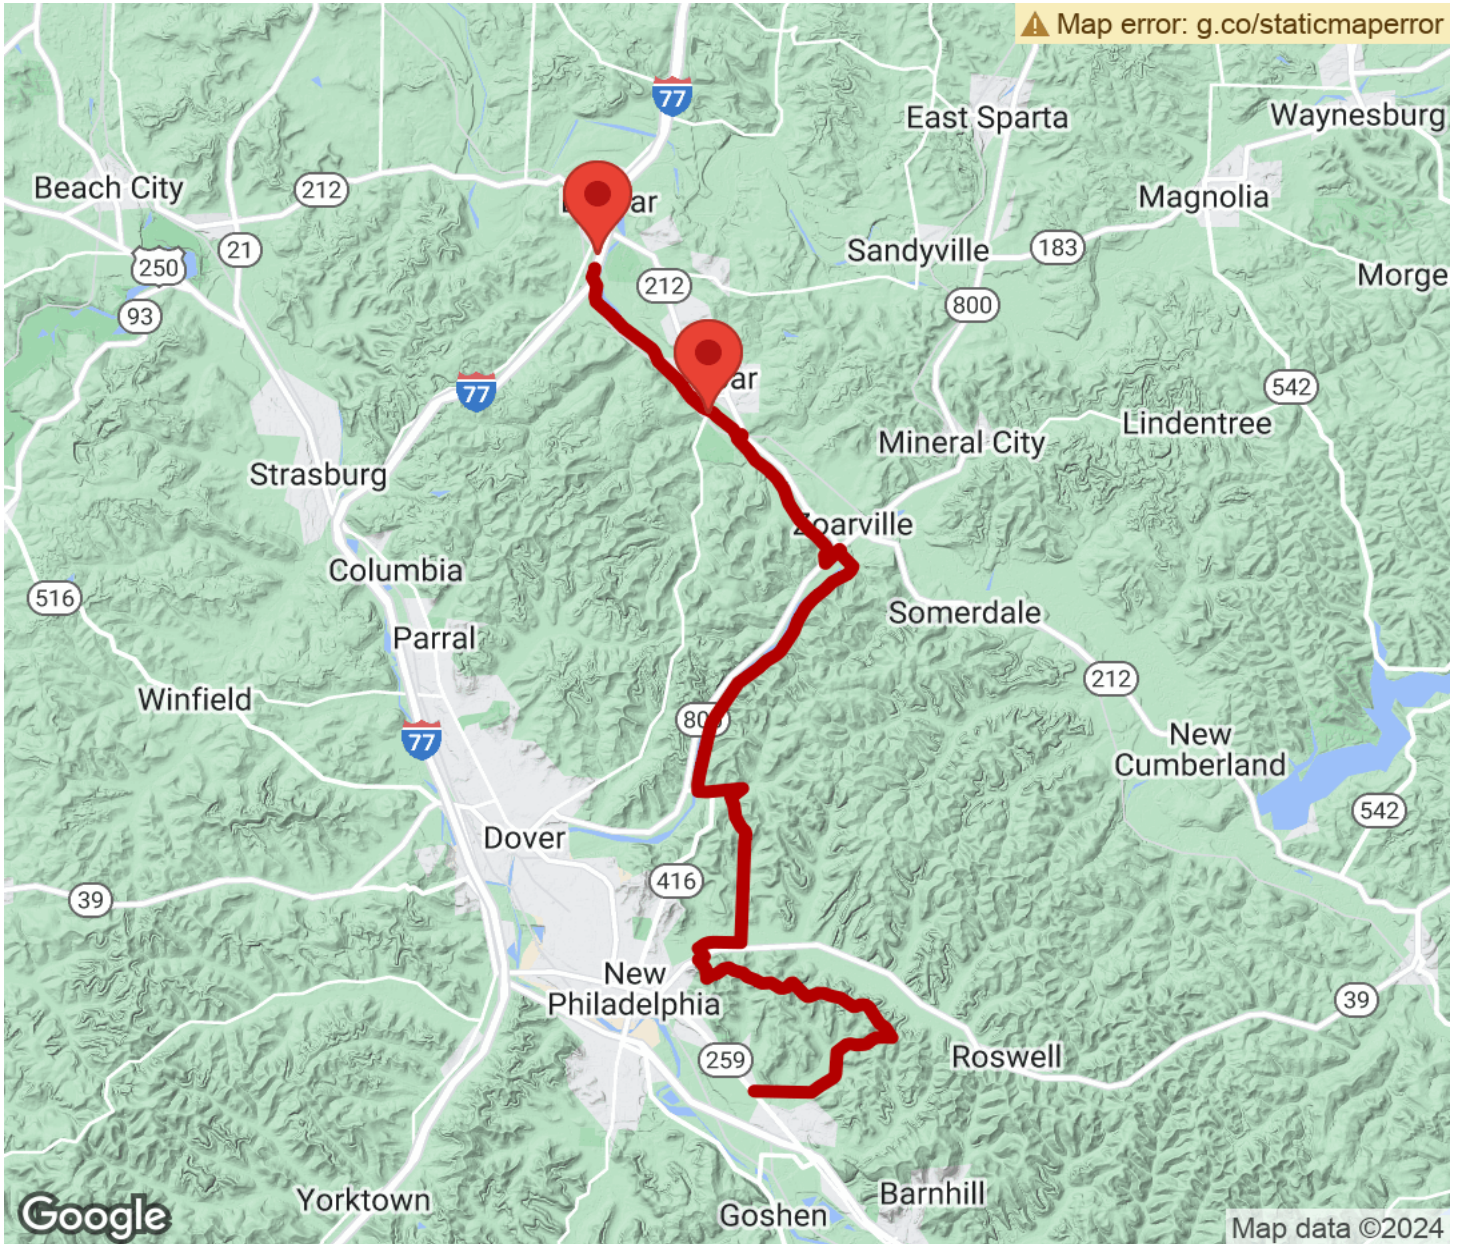 Map error: g.co/staticmaperror
77
East Sparta
Waynesburg
Beach City
212
Magnolia
21
Sandyville
183
250
Morge
212
800
93
77
542
Lindentree
Mineral City
Strasburg
Zoarville
Columbia
516
Somerdale
Parral
212
Winfield
77
New
Cumberland
542
Dover
416
39
New
Philadelphia
39
259
Roswell
Yorktown
Barnhill
Goshen
Google
Map data ©2024